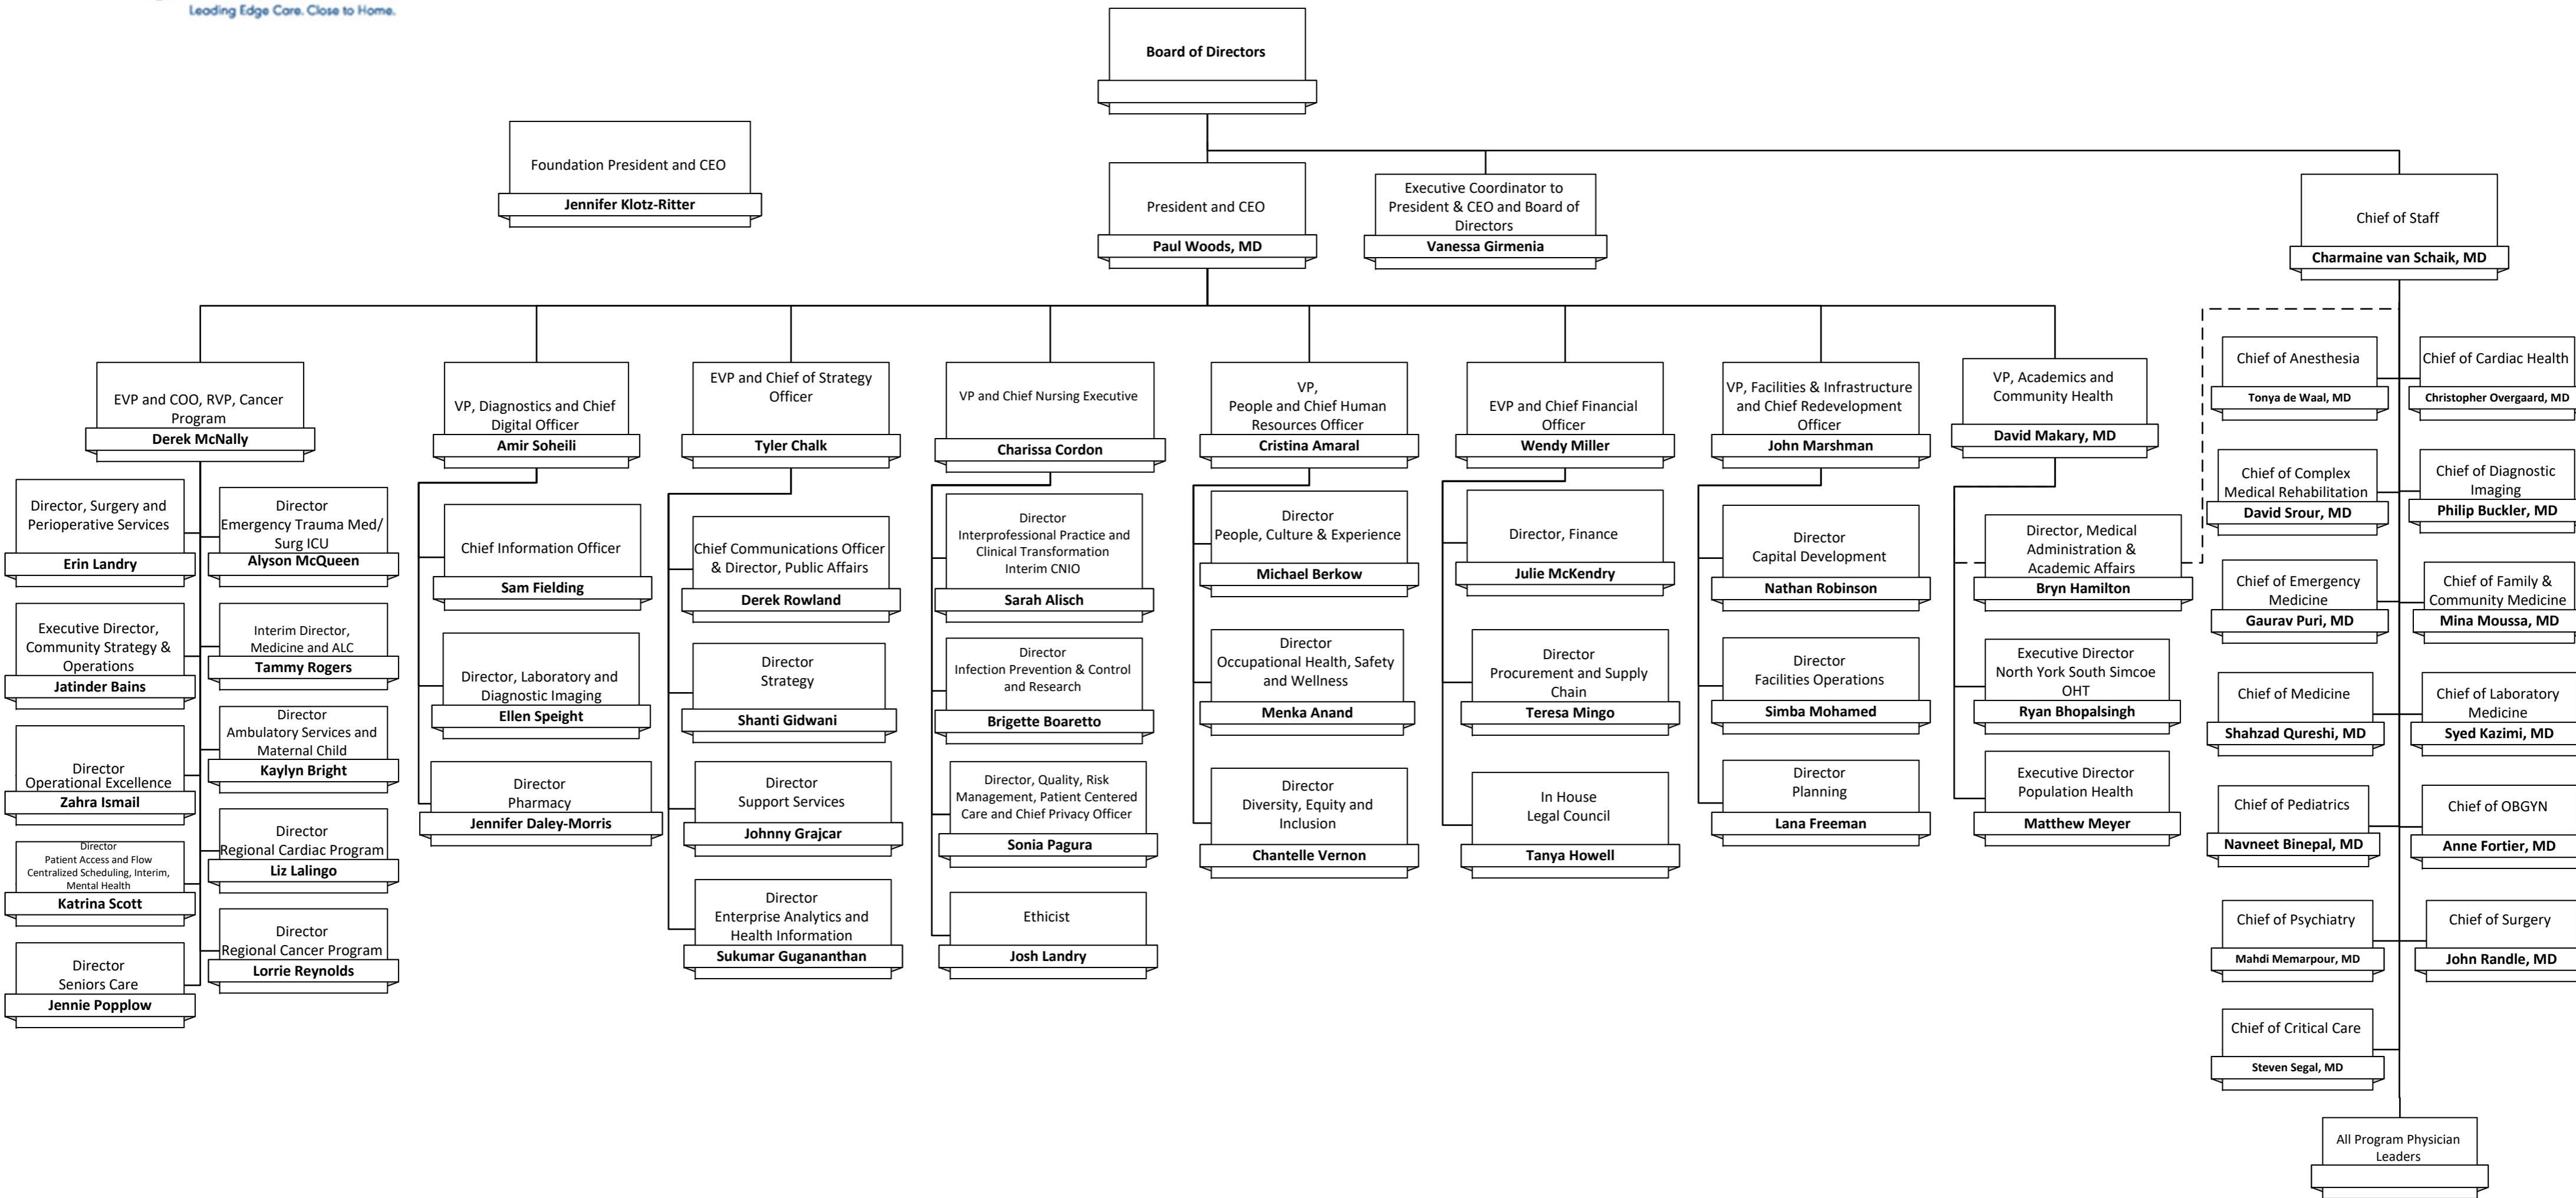 Leading Edge Care. Close to Home.
Board of Directors
Foundation President and CEO
Jennifer Klotz-Ritter
President and CEO
Paul Woods, MD
Executive Coordinator to
President & CEO and Board of
Directors
Vanessa Girmenia
Chief of Staff
Charmaine van Schaik, MD
EVP and COO, RVP, Cancer
Program
Derek McNally
Director, Surgery and
Perioperative Services
Erin Landry
Director
Emergency Trauma Med/
Surg ICU
Alyson McQueen
Executive Director,
Community Strategy &
Operations
Jatinder Bains
Interim Director,
Medicine and ALC
Tammy Rogers
Director
Operational Excellence
Zahra Ismail
Director
Ambulatory Services and
Maternal Child
Kaylyn Bright
Director
Patient Access and Flow
Centralized Scheduling, Interim,
Mental Health
Katrina Scott
Director
Regional Cardiac Program
Liz Lalingo
Director
Seniors Care
Jennie Popplow
Director
Regional Cancer Program
Lorrie Reynolds
VP, Diagnostics and Chief
Digital Officer
Amir Soheili
Chief Information Officer
Sam Fielding
Director, Laboratory and
Diagnostic Imaging
Ellen Speight
Director
Pharmacy
Jennifer Daley-Morris
EVP and Chief of Strategy
Officer
Tyler Chalk
Chief Communications Officer
& Director, Public Affairs
Derek Rowland
Director
Strategy
Shanti Gidwani
Director
Support Services
Johnny Grajcar
Director
Enterprise Analytics and
Health Information
Sukumar Gugananthan
VP and Chief Nursing Executive
Charissa Cordon
Director
Interprofessional Practice and
Clinical Transformation
Interim CNIO
Sarah Alisch
Director
Infection Prevention & Control
and Research
Brigette Boaretto
Director, Quality, Risk
Management, Patient Centered
Care and Chief Privacy Officer
Sonia Pagura
Ethicist
Josh Landry
VP,
People and Chief Human
Resources Officer
Cristina Amaral
Director
People, Culture & Experience
Michael Berkow
Director
Occupational Health, Safety
and Wellness
Menka Anand
Director
Diversity, Equity and
Inclusion
Chantelle Vernon
EVP and Chief Financial
Officer
Wendy Miller
Director, Finance
Julie McKendry
Director
Procurement and Supply
Chain
Teresa Mingo
In House
Legal Council
Tanya Howell
VP, Facilities & Infrastructure
and Chief Redevelopment
Officer
John Marshman
Director
Capital Development
Nathan Robinson
Director
Facilities Operations
Simba Mohamed
Director
Planning
Lana Freeman
VP, Academics and
Community Health
David Makary, MD
Director, Medical
Administration &
Academic Affairs
Bryn Hamilton
Executive Director
North York South Simcoe
OHT
Ryan Bhopalsingh
Executive Director
Population Health
Matthew Meyer
Chief of Anesthesia
Tonya de Waal, MD
Chief of Cardiac Health
Christopher Overgaard, MD
Chief of Complex
Medical Rehabilitation
David Srour, MD
Chief of Diagnostic
Imaging
Philip Buckler, MD
Chief of Emergency
Medicine
Gaurav Puri, MD
Chief of Family &
Community Medicine
Mina Moussa, MD
Chief of Medicine
Shahzad Qureshi, MD
Chief of Laboratory
Medicine
Syed Kazimi, MD
Chief of Pediatrics
Navneet Binepal, MD
Chief of OBGYN
Anne Fortier, MD
Chief of Psychiatry
Mahdi Memarpour, MD
Chief of Surgery
John Randle, MD
Chief of Critical Care
Steven Segal, MD
All Program Physician
Leaders